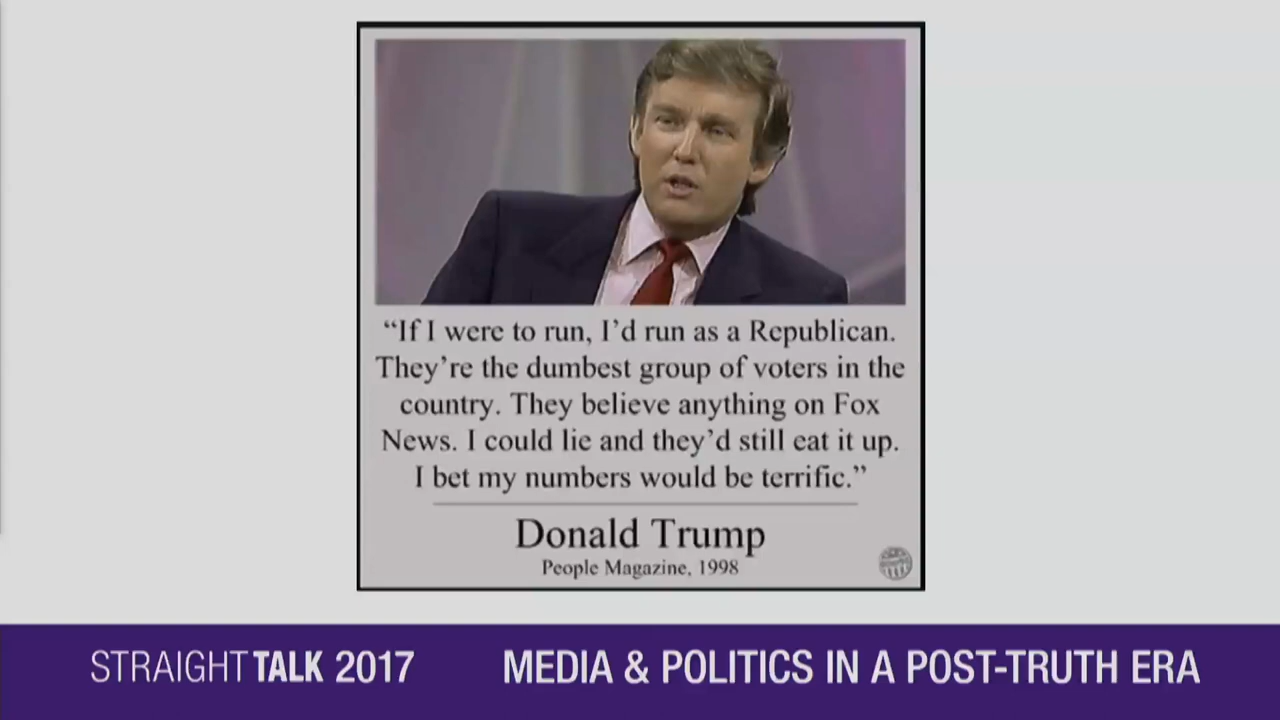 “If I were to run, I’d run as a Republican.
They’re the dumbest group of voters in the
country. They believe anything on Fox
News. I could lie and they’d still eat it up.
I bet my numbers would be terrific.”
Donald Trump
People Magazine, 1998
STRAIGHT TALK 2017
MEDIA & POLITICS IN A POST-TRUTH ERA